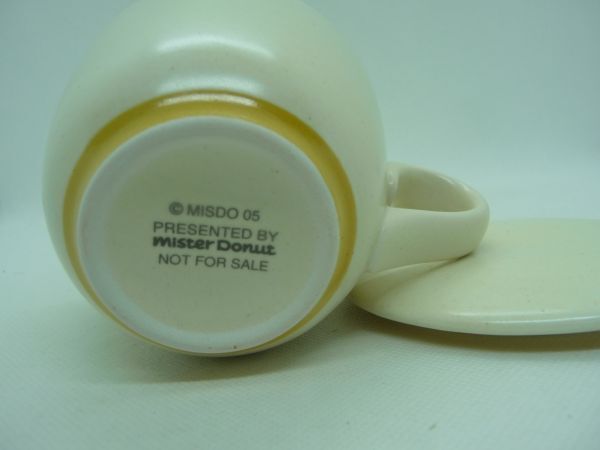 © MISDO 05
PRESENTED BY
mister Donut
NOT FOR SALE